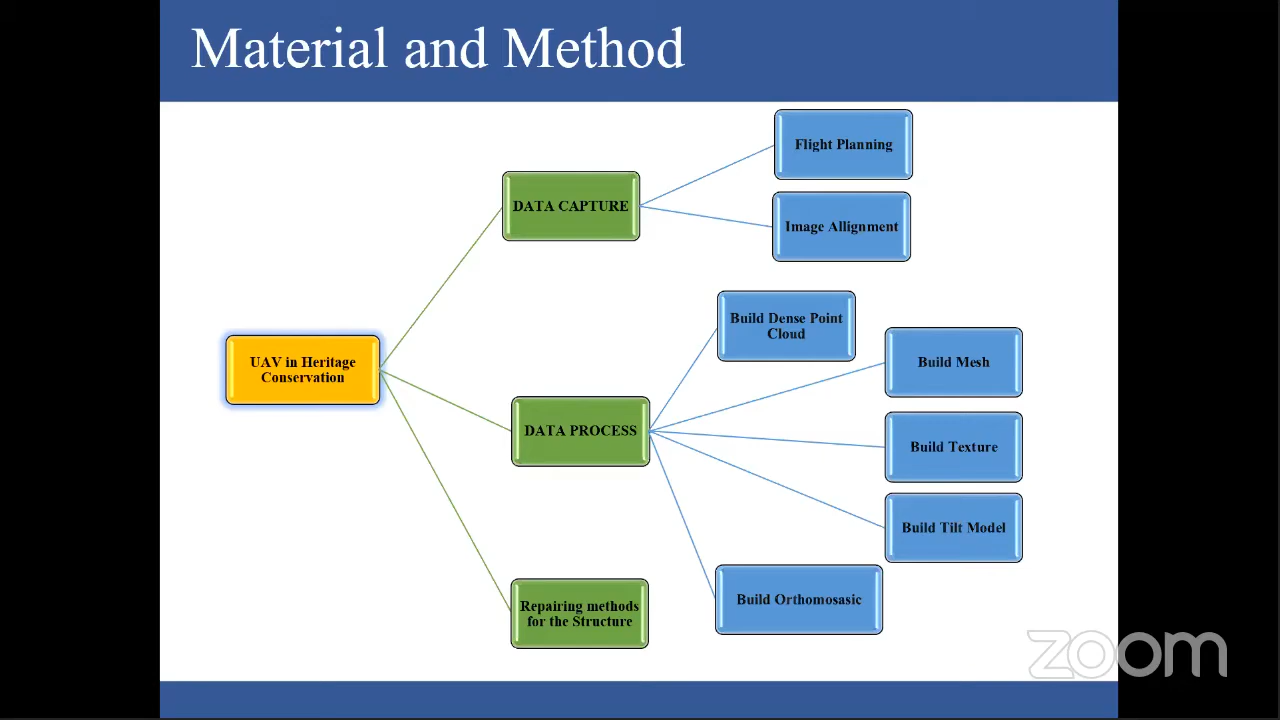 Material and Method
Flight Planning
DATA CAPTURE
Image Allignment
Build Dense Point
Cloud
Build Mesh
UAV in Heritage
Conservation
DATA PROCESS
Build Texture
Build Tilt Model
Build Orthomosasic
Repairing methods
for the Structure
zoom